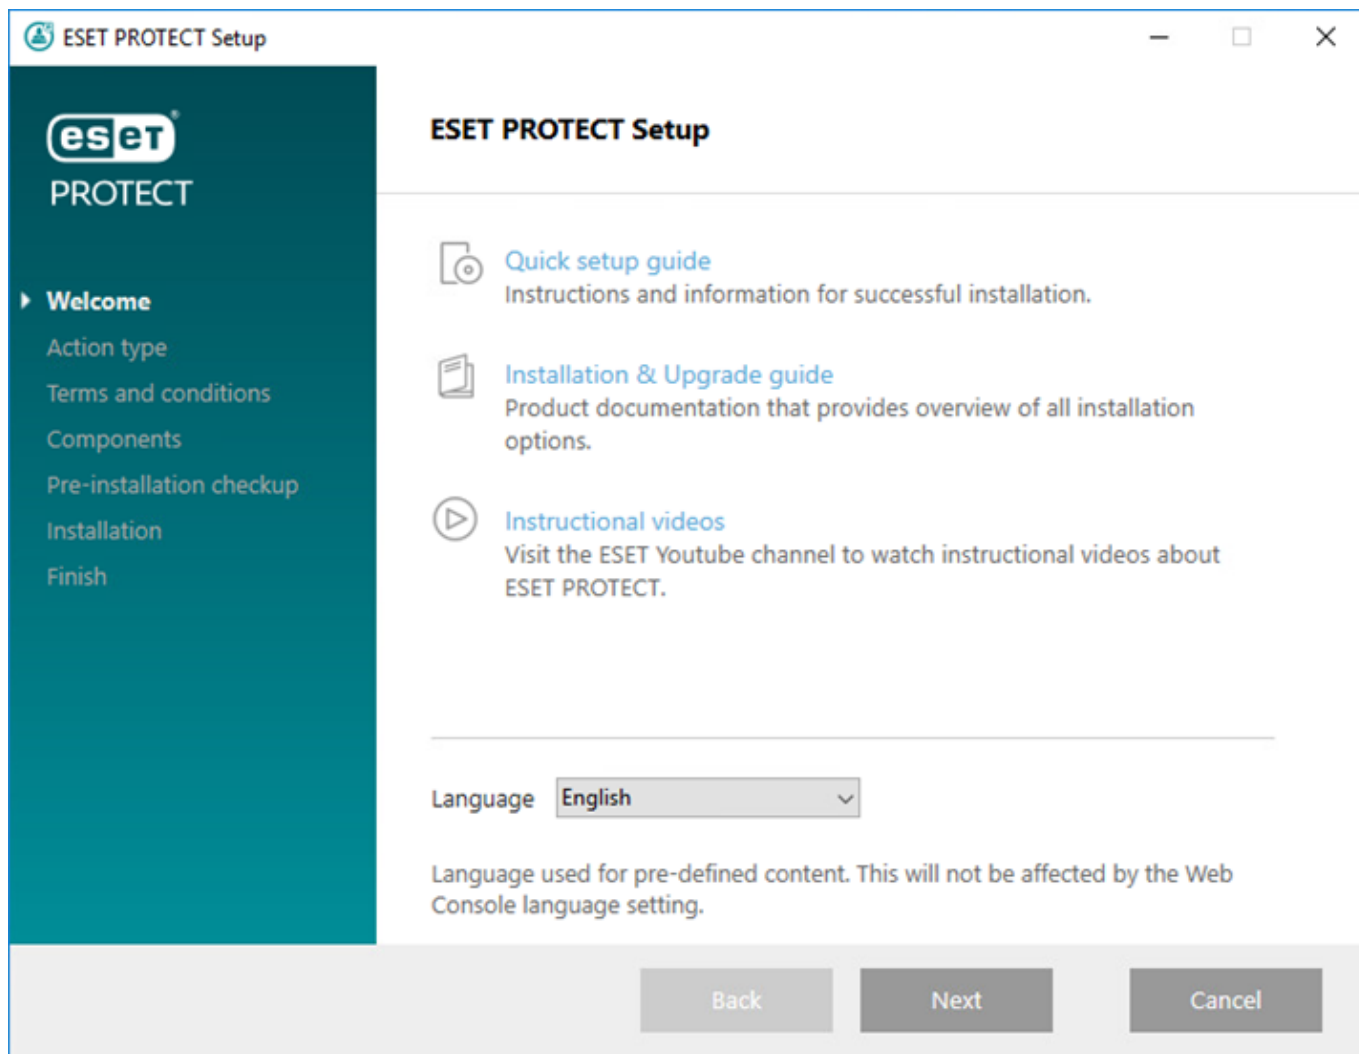 ESET PROTECT Setup
eset®
PROTECT
Welcome
Action type
Terms and conditions
Components
Pre-installation checkup
Installation
Finish
ESET PROTECT Setup
Quick setup guide
Instructions and information for successful installation.
Installation & Upgrade guide
Product documentation that provides overview of all installation
options.
Instructional videos
Visit the ESET Youtube channel to watch instructional videos about
ESET PROTECT.
Language English
Language used for pre-defined content. This will not be affected by the Web
Console language setting.
Back Next Cancel